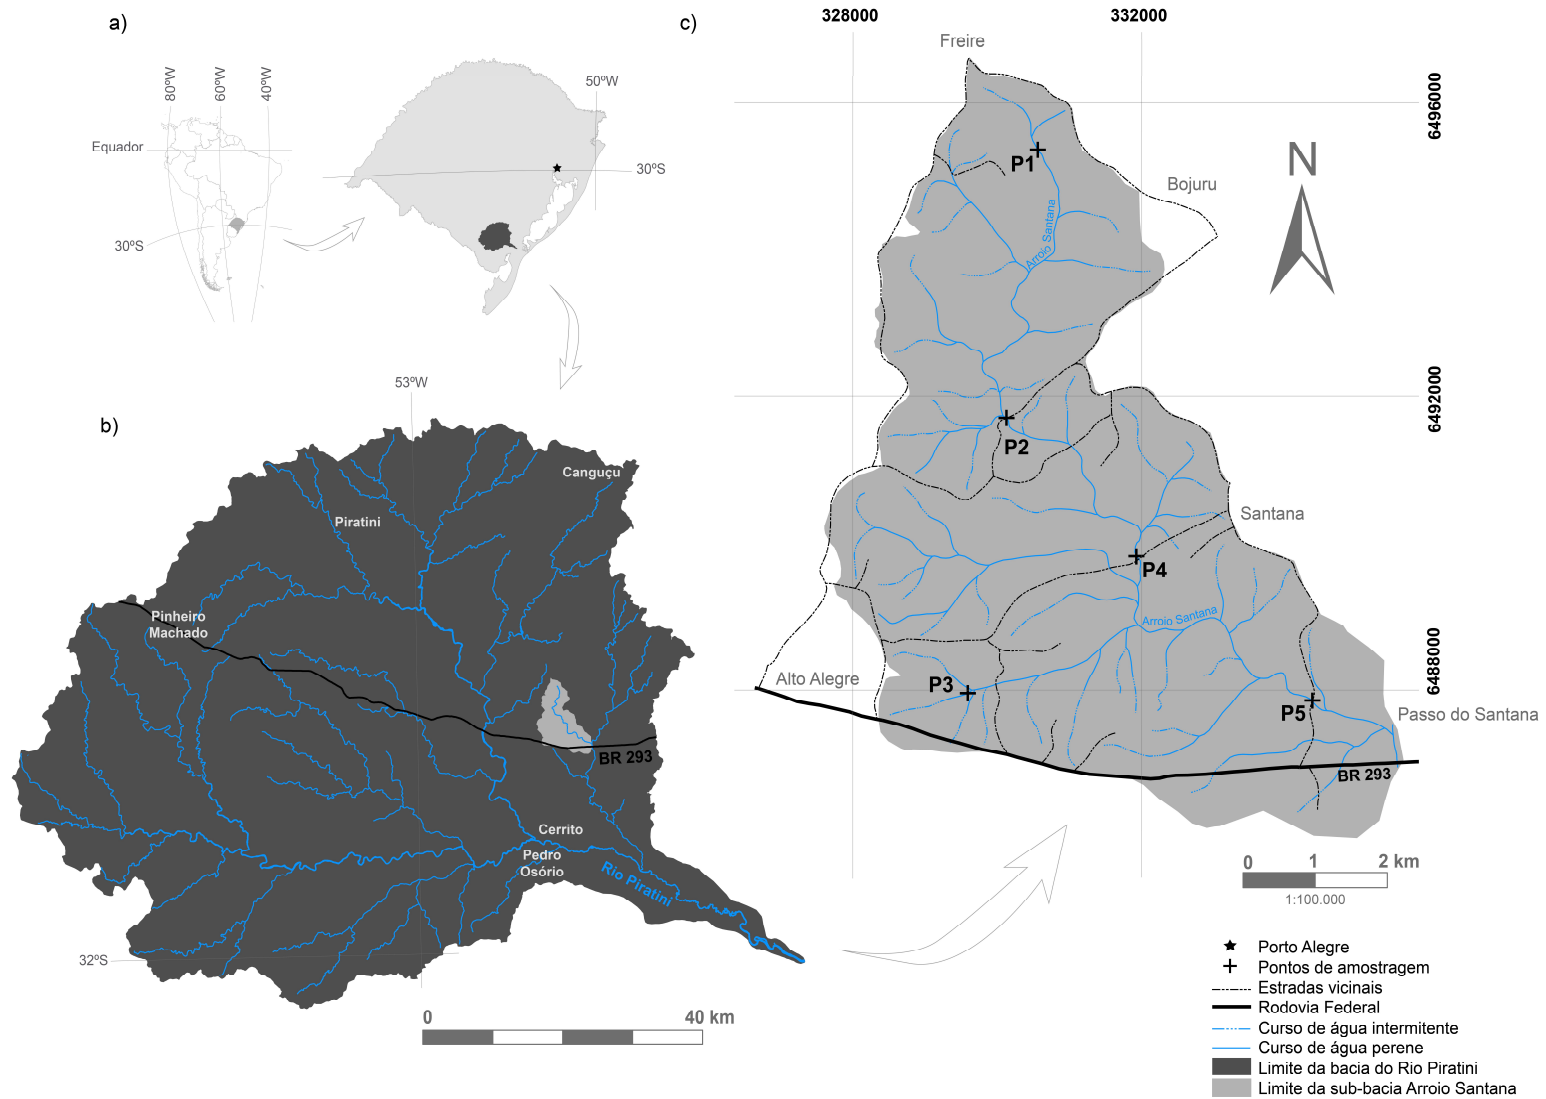 a)
80ºW
60ºW
40ºW
Equador
30ºS
50ºW
30ºS
b)
53ºW
Canguçu
Piratini
Pinheiro
Machado
BR 293
Cerrito
Pedro
Osório
Rio Piratini
32ºS
0
40 km
c)
328000
332000
Freire
6496000
P1
Bojuru
N
Arroio Santana
6492000
P2
Santana
P4
Arroio Santana
6488000
Alto Alegre
P3
P5
Passo do Santana
BR 293
0
1
2 km
1:100.000
Porto Alegre
Pontos de amostragem
Estradas vicinais
Rodovia Federal
Curso de água intermitente
Curso de água perene
Limite da bacia do Rio Piratini
Limite da sub-bacia Arroio Santana